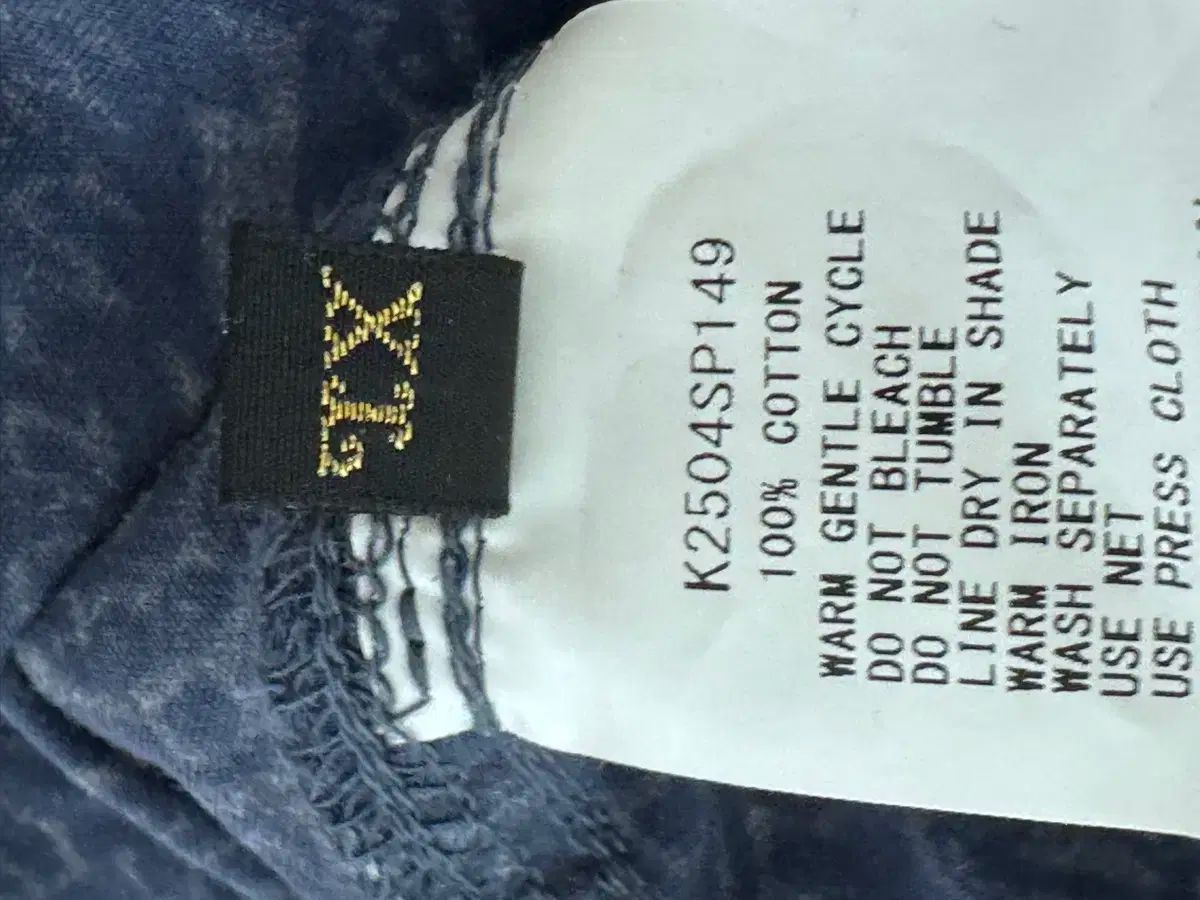 XL
K2504SP149
100% COTTON
WARM GENTLE CYCLE
DO NOT BLEACH
DO NOT TUMBLE
LINE DRY IN SHADE
WARM IRON
WASH SEPARATELY
USE NET
USE PRESS CLOTH